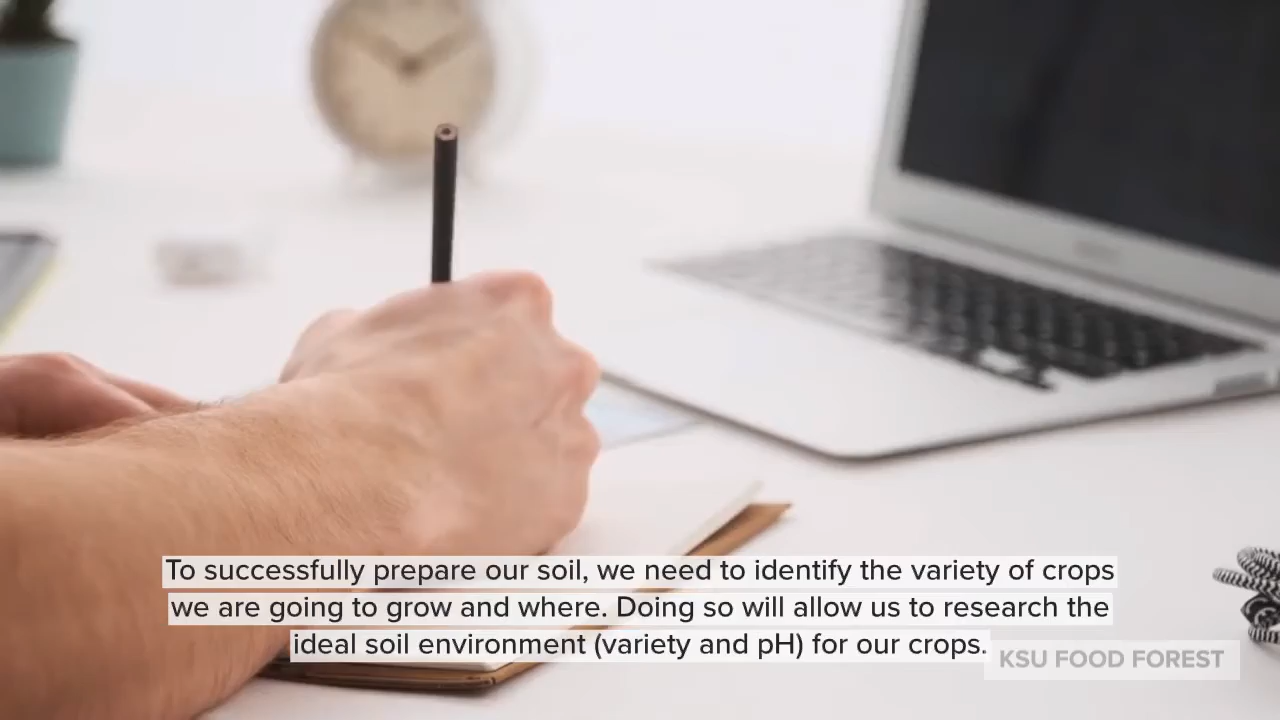 To successfully prepare our soil, we need to identify the variety of crops
we are going to grow and where. Doing so will allow us to research the
ideal soil environment (variety and pH) for our crops.
KSU FOOD FOREST